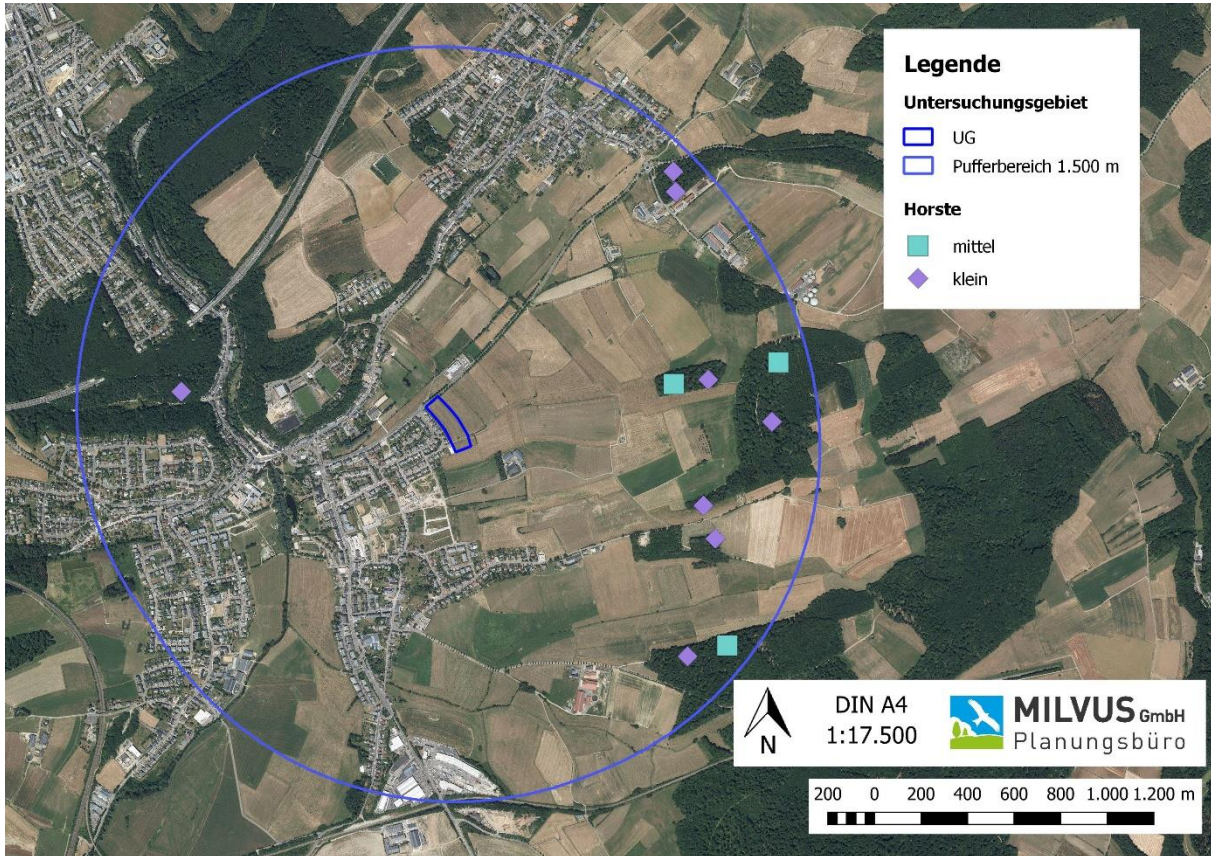 Legende
Untersuchungsgebiet
UG
Pufferbereich 1.500 m
Horste
mittel
klein
N
DIN A4
1:17.500
MILVUS GmbH
Planungsbüro
200 0 200 400 600 800 1.000 1.200 m